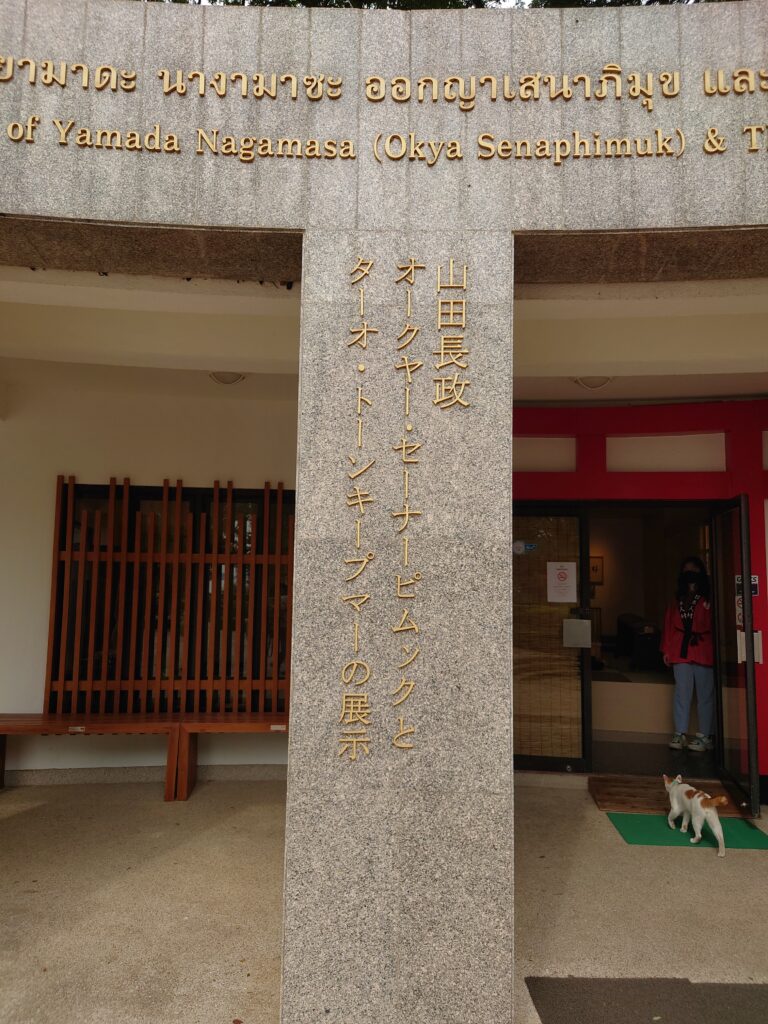 ยามาดะ นางามาซะ ออกญาเสนาภิมุข และ
of Yamada Nagamasa (Okya Senaphimuk) &
山田長政
オークヤー・セーナーピムックと
ターオ・トーンキープマーの展示